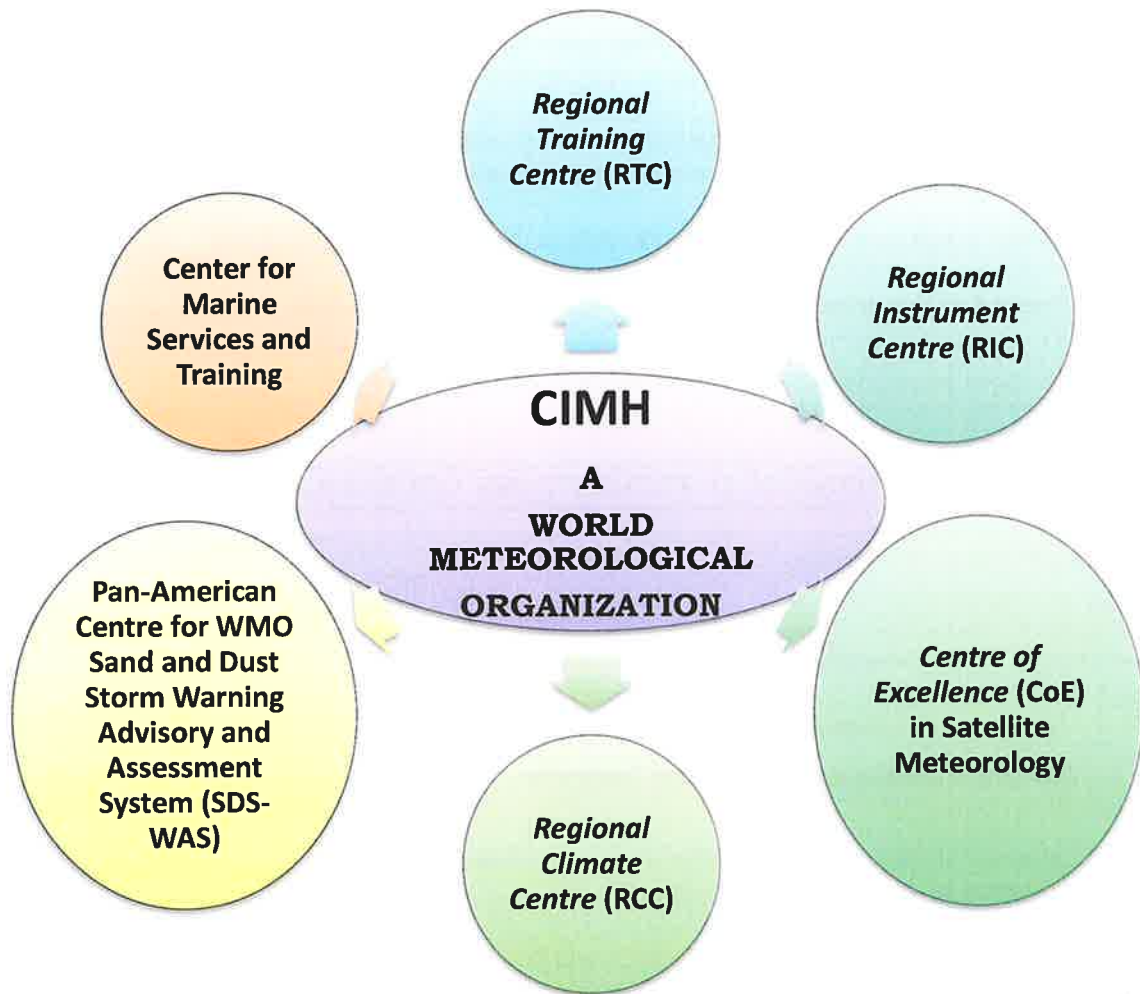 Regional
Training
Centre (RTC)
Center for
Marine
Services and
Training
Regional
Instrument
Centre (RIC)
CIMH
A
WORLD
METEOROLOGICAL
ORGANIZATION
Pan-American
Centre for WMO
Sand and Dust
Storm Warning
Advisory and
Assessment
System (SDS-
WAS)
Centre of
Excellence (CoE)
in Satellite
Meteorology
Regional
Climate
Centre (RCC)